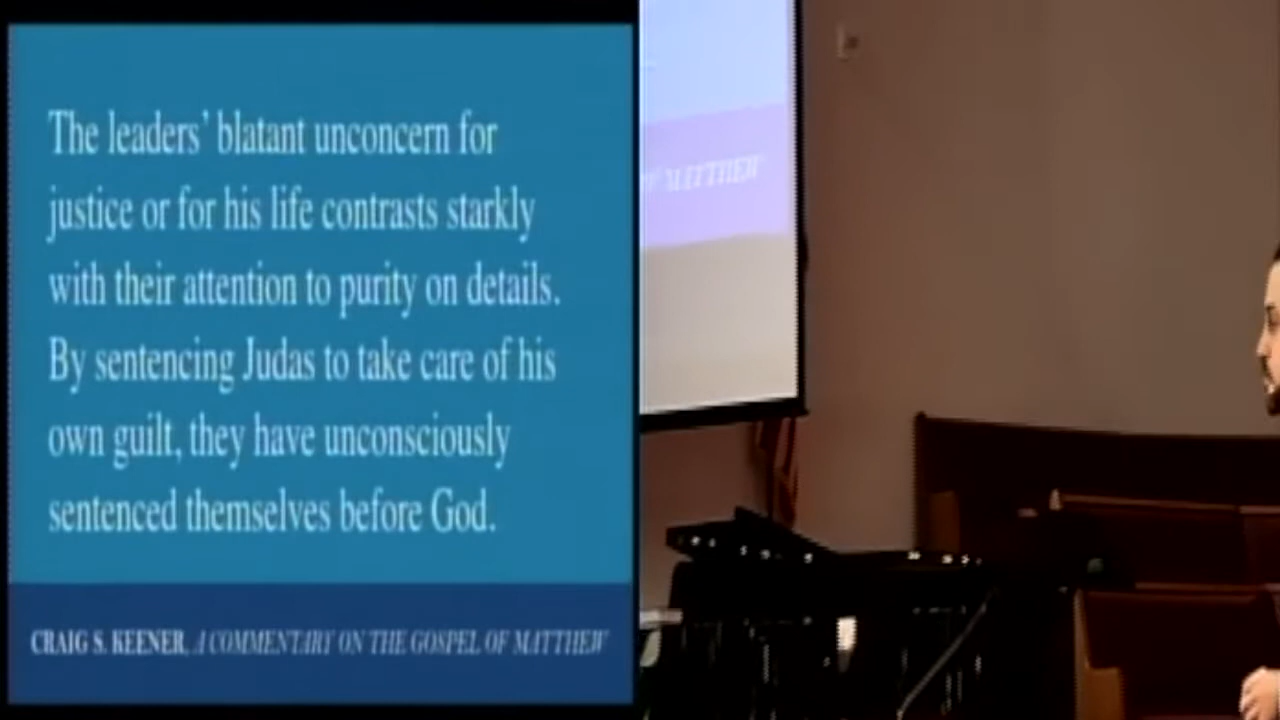 The leaders’ blatant unconcern for
justice or for his life contrasts starkly
with their attention to purity on details.
By sentencing Judas to take care of his
own guilt, they have unconsciously
sentenced themselves before God.
CRAIG S. KEENER, A COMMENTARY ON THE GOSPEL OF MATTHEW
OF MATTHEW